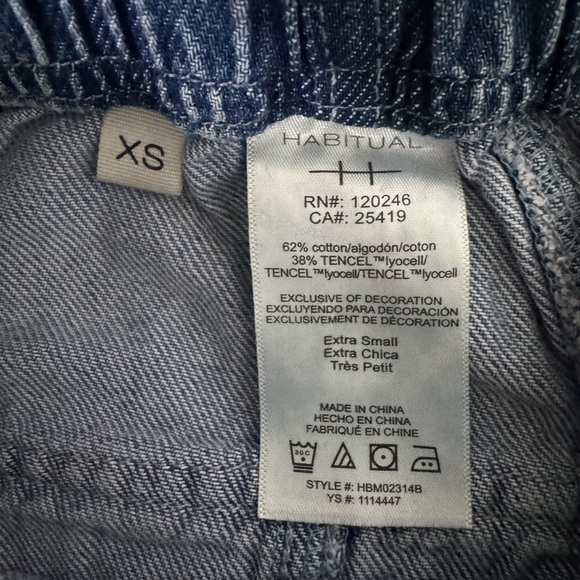 XS
HABITUAL
H
RN#: 120246
CA#: 25419
62% cotton/algodón/coton
38% TENCEL™lyocell/
TENCEL™lyocell/TENCEL™lyocell
EXCLUSIVE OF DECORATION
EXCLUYENDO PARA DECORACIÓN
EXCLUSIVEMENT DE DÉCORATION
Extra Small
Extra Chica
Très Petit
MADE IN CHINA
HECHO EN CHINA
FABRIQUÉ EN CHINE
30C
STYLE #: HBM02314B
YS #: 1114447